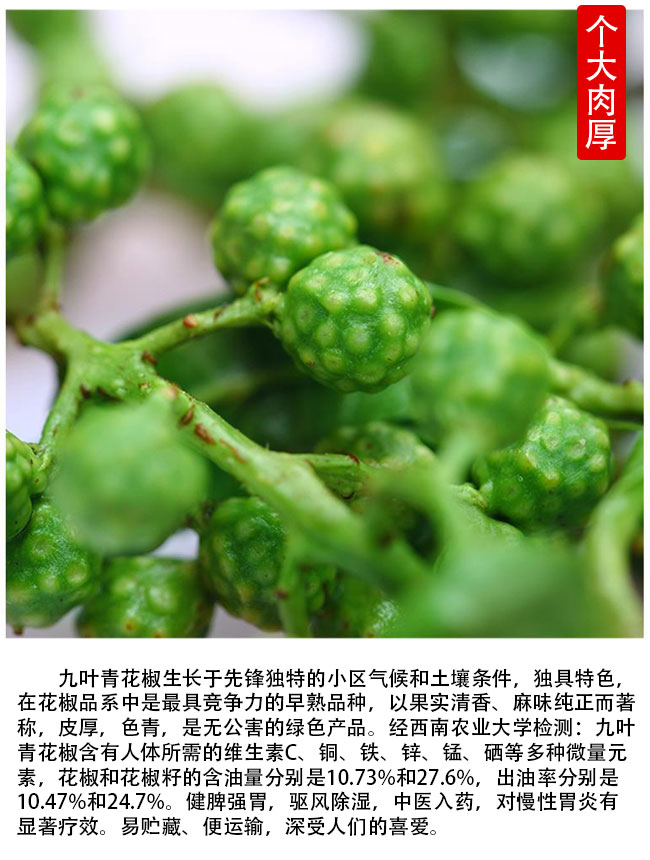 个大肉厚
九叶青花椒生长于先锋独特的小区气候和土壤条件，独具特色，
在花椒品系中是最具竞争力的早熟品种，以果实清香、麻味纯正而著
称，皮厚，色青，是无公害的绿色产品。经西南农业大学检测：九叶
青花椒含有人体所需的维生素C、铜、铁、锌、锰、硒等多种微量元
素，花椒和花椒籽的含油量分别是10.73%和27.6%，出油率分别是
10.47%和24.7%。健脾强胃，驱风除湿，中医入药，对慢性胃炎有
显著疗效。易贮藏、便运输，深受人们的喜爱。